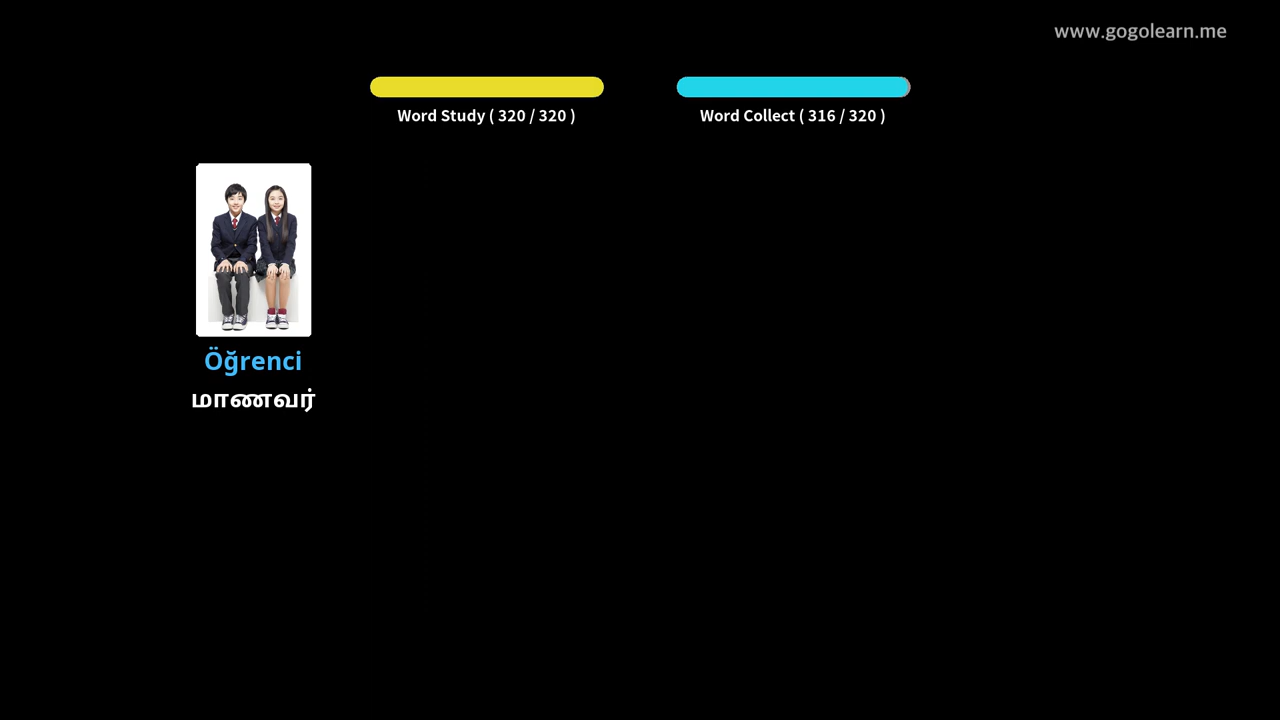 www.gogolearn.me
Word Study ( 320 / 320 )
Word Collect ( 316 / 320 )
Öğrenci
மாணவர்